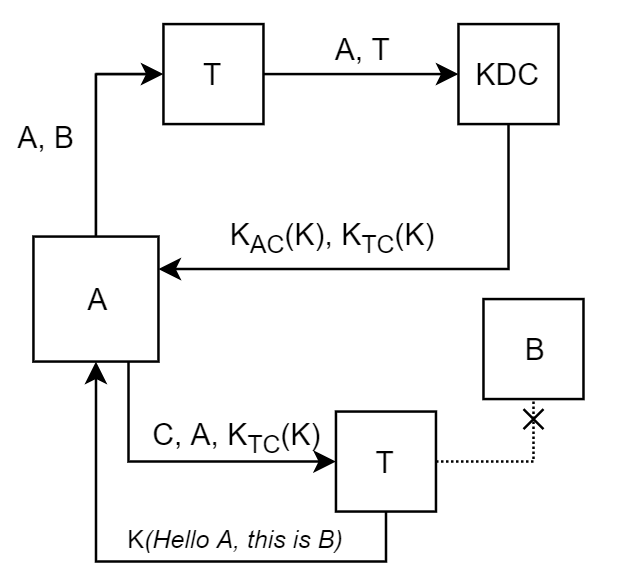 T
A, T
KDC
A, B
K_AC(K), K_TC(K)
A
B
C, A, K_TC(K)
T
K(Hello A, this is B)